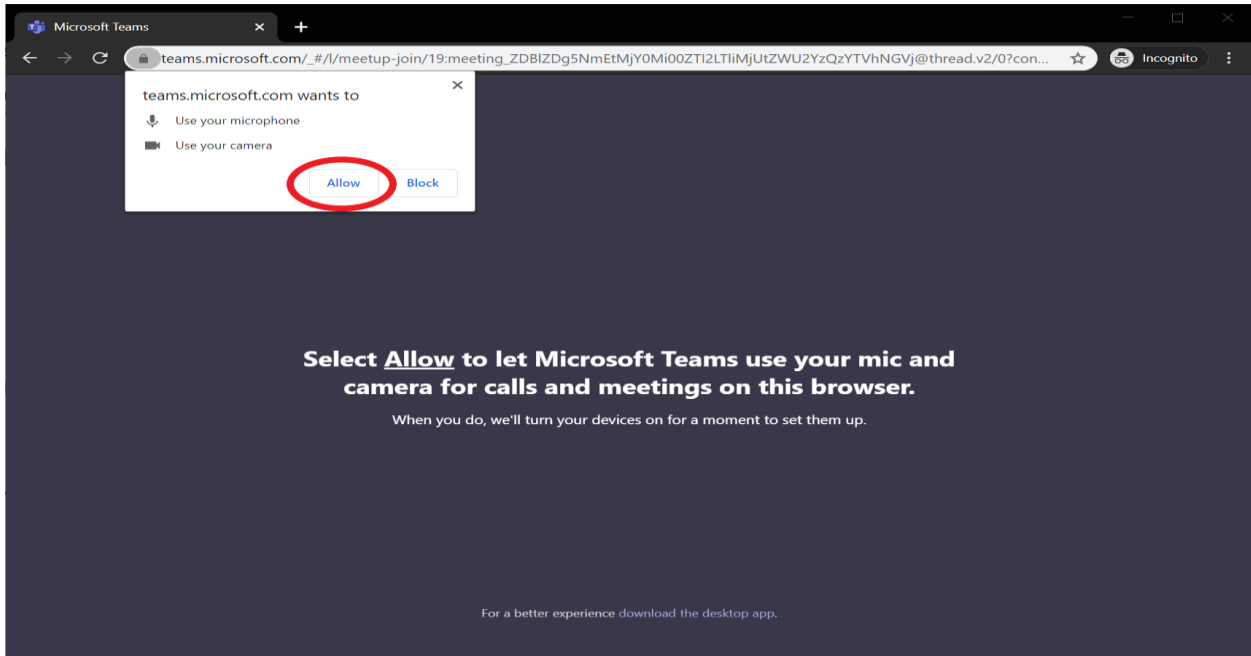 Microsoft Teams
teams.microsoft.com/_#/l/meetup-join/19:meeting_ZDBlZDg5NmEtMjY0Mi00ZTI2LTliMjUtZWU2YzQzYTVhNGVj@thread.v2/0?con...
Incognito
teams.microsoft.com wants to
Use your microphone
Use your camera
Allow
Block
Select Allow to let Microsoft Teams use your mic and
camera for calls and meetings on this browser.
When you do, we'll turn your devices on for a moment to set them up.
For a better experience download the desktop app.